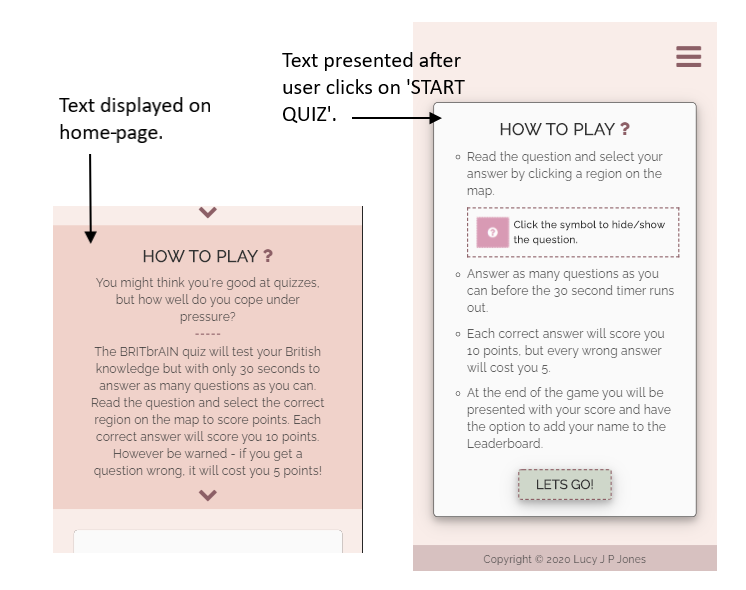 Text displayed on
home-page.
HOW TO PLAY ?
You might think you're good at quizzes,
but how well do you cope under
pressure?
-----
The BRITbrAIN quiz will test your British
knowledge but with only 30 seconds to
answer as many questions as you can.
Read the question and select the correct
region on the map to score points. Each
correct answer will score you 10 points.
However be warned - if you get a
question wrong, it will cost you 5 points!
Text presented after
user clicks on 'START
QUIZ'.
HOW TO PLAY ?
Read the question and select your
answer by clicking a region on the
map.
?
Click the symbol to hide/show
the question.
Answer as many questions as you
can before the 30 second timer runs
out.
Each correct answer will score you
10 points, but every wrong answer
will cost you 5.
At the end of the game you will be
presented with your score and have
the option to add your name to the
Leaderboard.
LETS GO!
Copyright © 2020 Lucy J P Jones